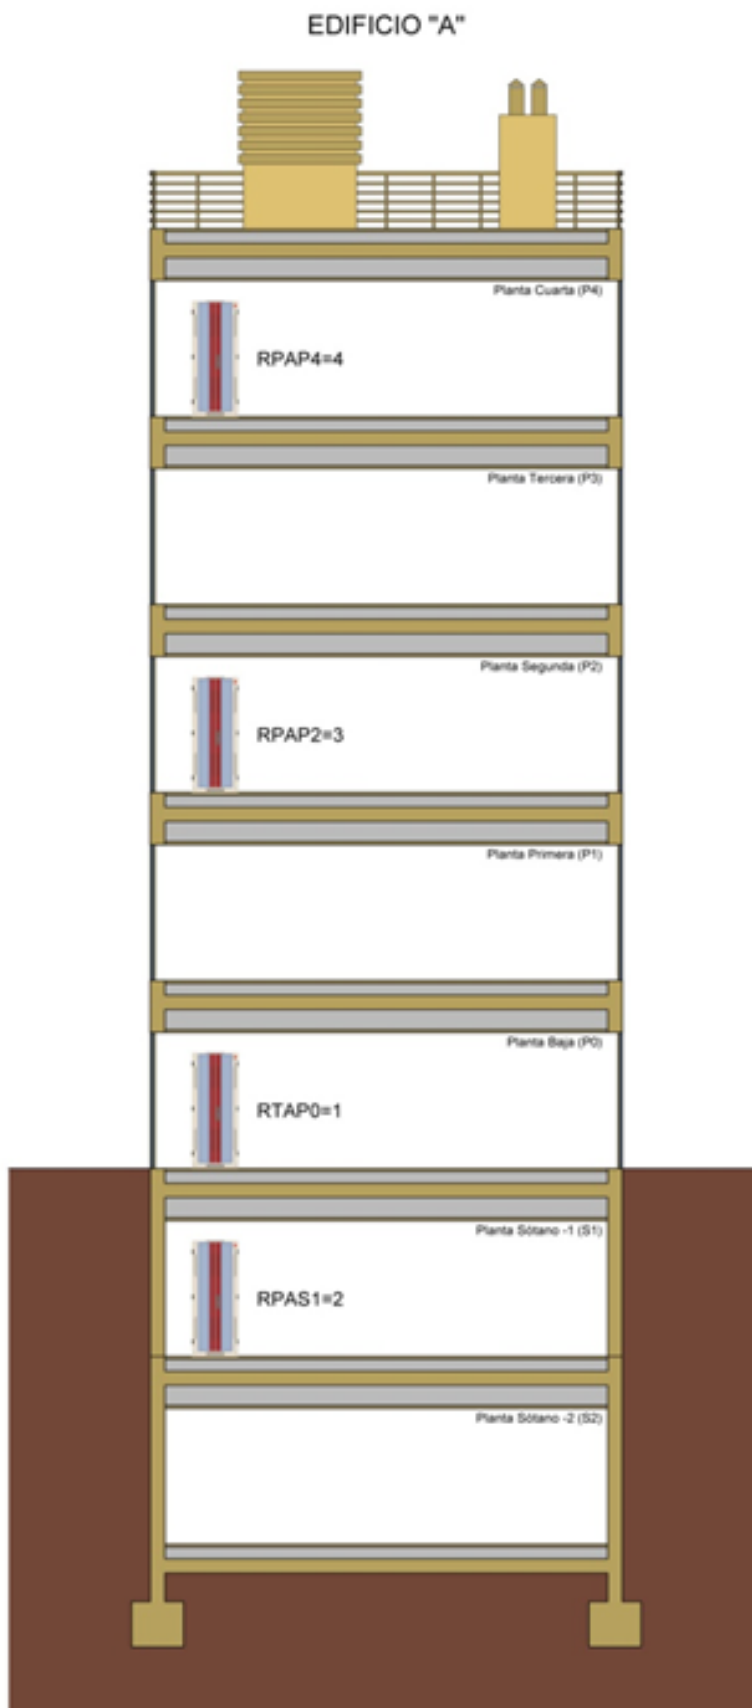 EDIFICIO "A"
Planta Cuarta (P4)
RPAP4=4
Planta Tercera (P3)
Planta Segunda (P2)
RPAP2=3
Planta Primera (P1)
Planta Baja (P0)
RTAP0=1
Planta Sótano -1 (S1)
RPAS1=2
Planta Sótano -2 (S2)